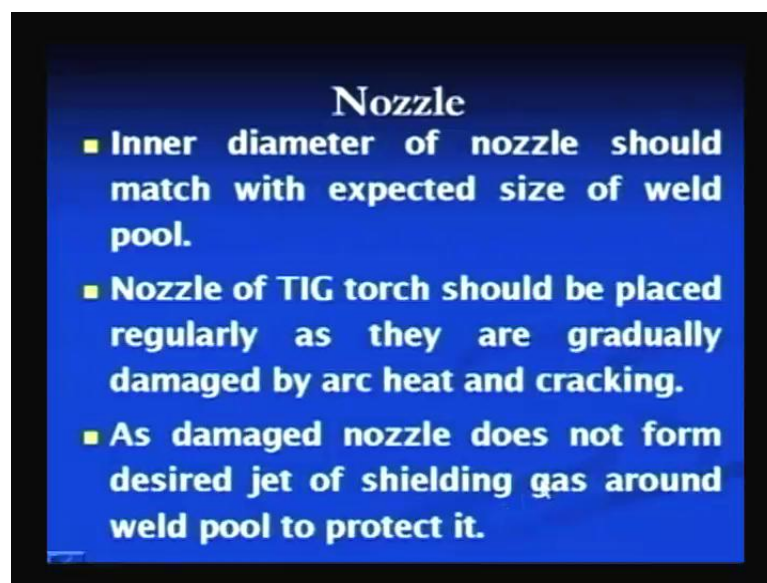 Nozzle
Inner diameter of nozzle should
match with expected size of weld
pool.
Nozzle of TIG torch should be placed
regularly as they are gradually
damaged by arc heat and cracking.
As damaged nozzle does not form
desired jet of shielding gas around
weld pool to protect it.